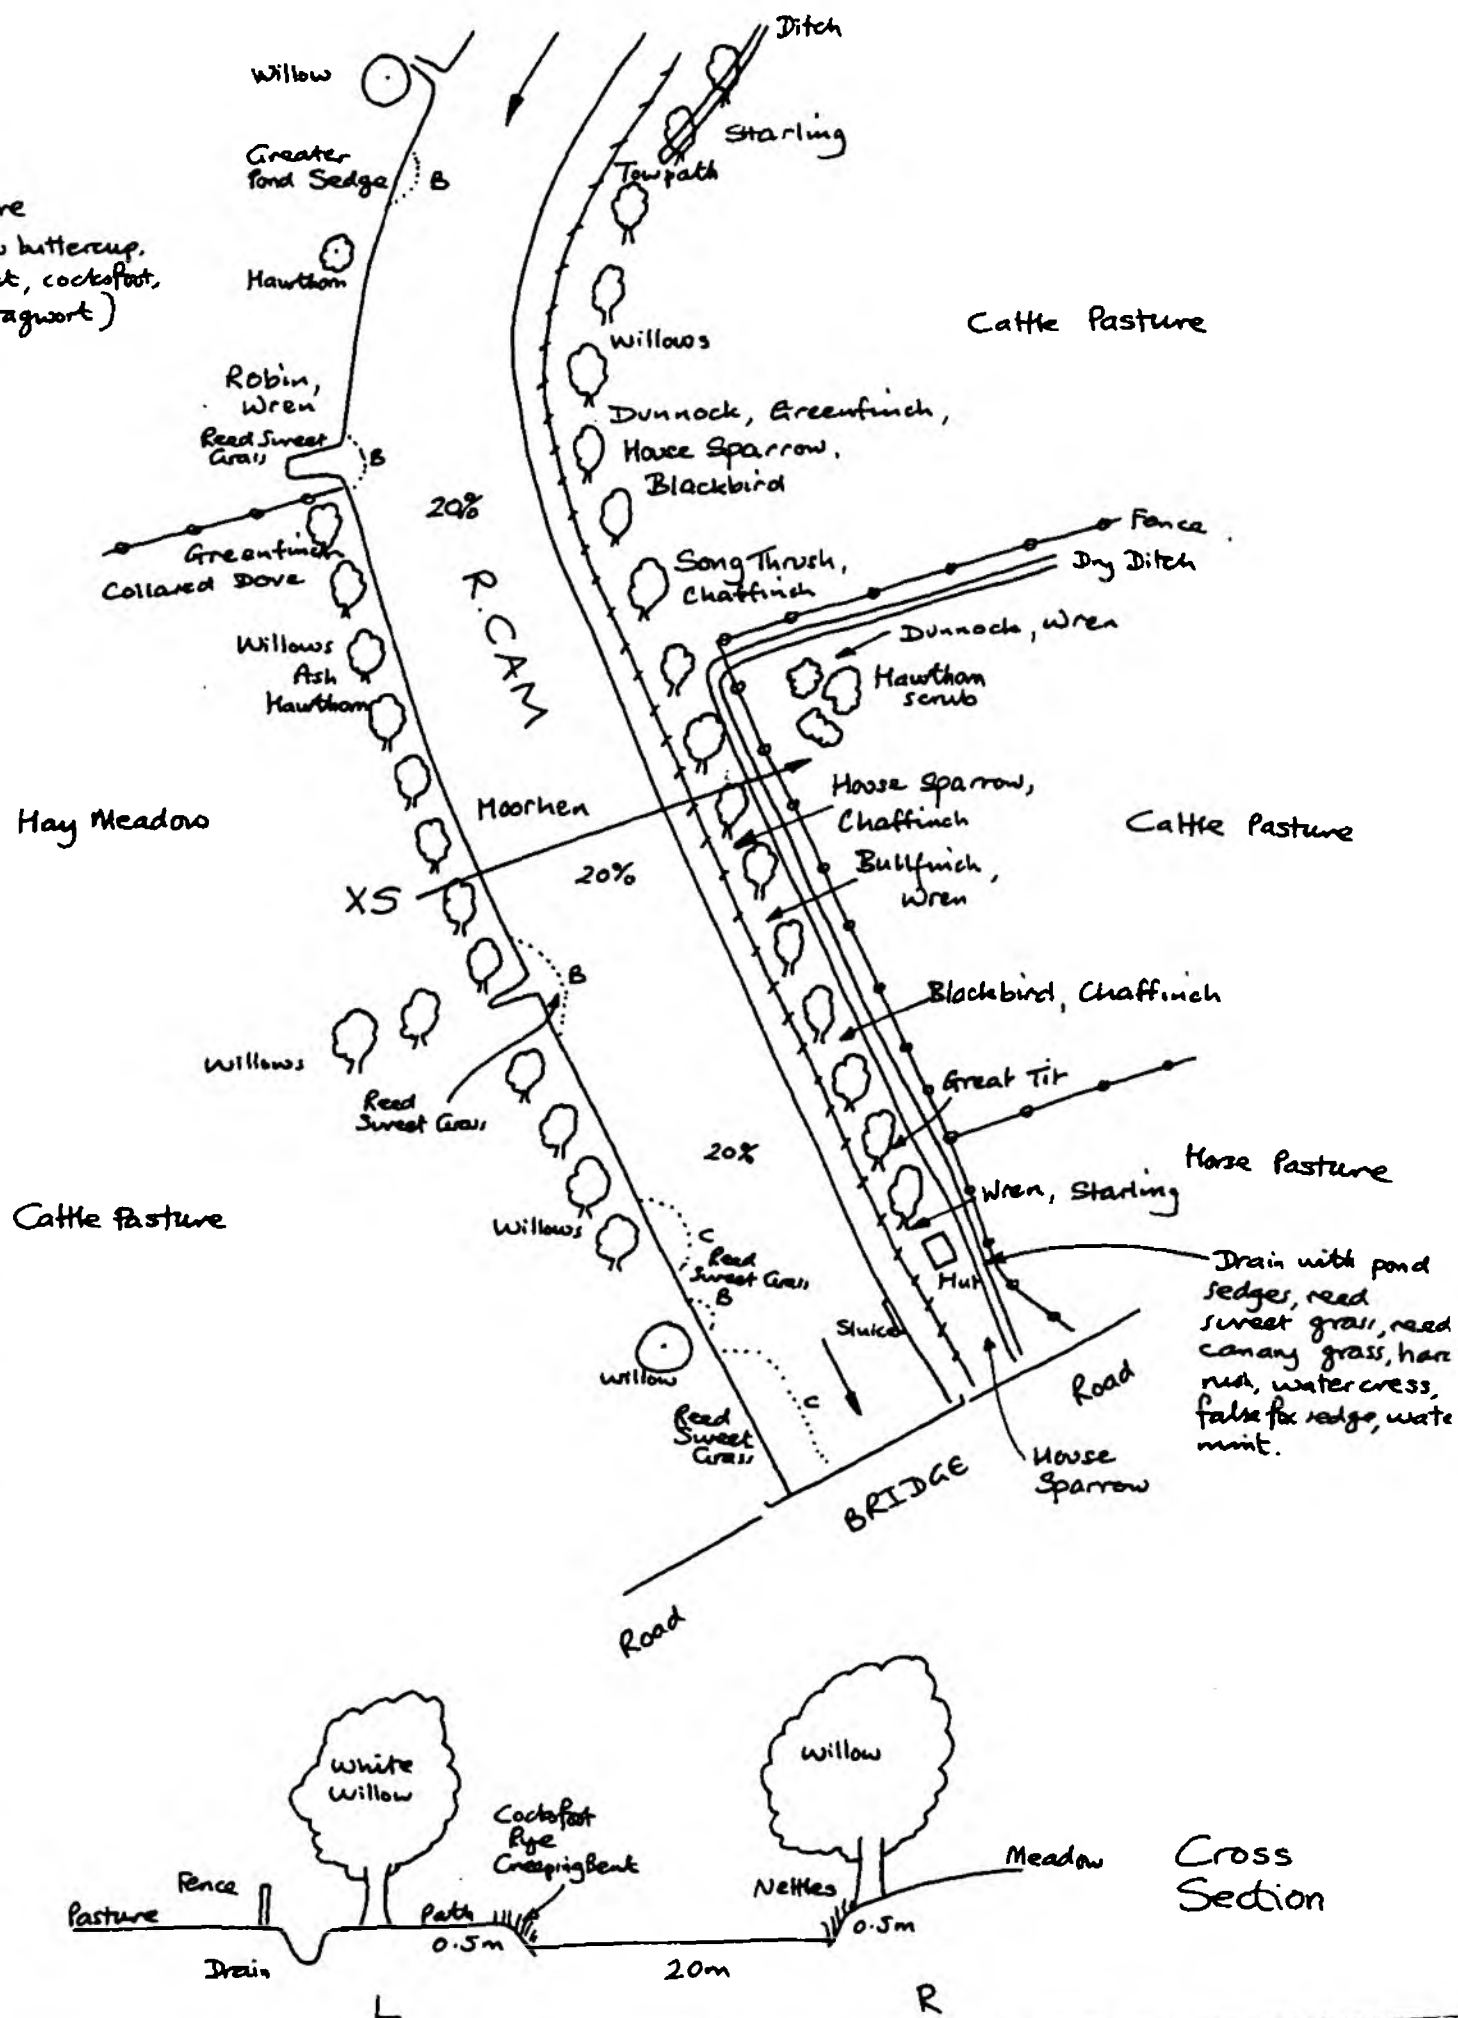 Ditch
Willow
Starling
Greater
Pond Sedge
B
Towpath
buttercup,
cocksfoot,
ragwort)
Hawthorn
Cattle Pasture
Willows
Robin,
Wren
Reed Sweet
Grass
B
Dunnock, Greenfinch,
House Sparrow,
Blackbird
20%
Fence
Greenfinch
Collared Dove
Song Thrush,
Chaffinch
Dry Ditch
R. CAM
Dunnock, Wren
Willows
Ash
Hawthorn
Hawthorn
scrub
Hay Meadow
Moorhen
House Sparrow,
Chaffinch
Cattle Pasture
XS
20%
Bullfinch,
Wren
B
Blackbird, Chaffinch
Willows
Reed
Sweet Grass
Great Tit
20%
Horse Pasture
Wren, Starling
Cattle Pasture
Willows
C
Reed
Sweet Grass
B
Hut
Drain with pond
sedges, reed
sweet grass, reed
canary grass, har
rush, watercress,
false fox sedge, wate
mint.
Sluice
Willow
C
Road
Reed
Sweet
Grass
BRIDGE
House
Sparrow
Road
White
Willow
Willow
Cocksfoot
Rye
Creeping Bent
Meadow
Cross
Section
Fence
Nettles
Pasture
Path
0.5m
0.5m
Drain
20m
L
R